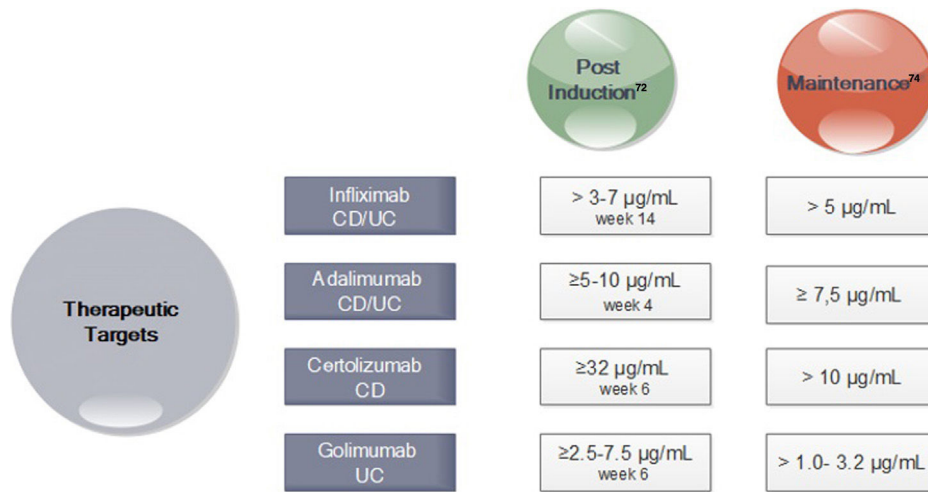 Post
Induction72
Maintenance74
Therapeutic
Targets
Infliximab
CD/UC
> 3-7 µg/mL
week 14
> 5 µg/mL
Adalimumab
CD/UC
≥5-10 µg/mL
week 4
≥ 7,5 µg/mL
Certolizumab
CD
≥32 µg/mL
week 6
> 10 µg/mL
Golimumab
UC
≥2.5-7.5 µg/mL
week 6
> 1.0- 3.2 µg/mL